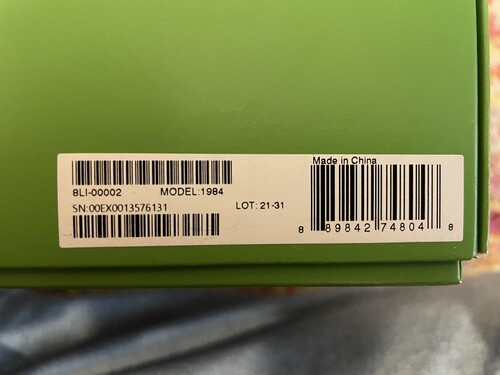 Made in China
8LI-00002 MODEL:1984
SN:00EX0013576131 LOT: 21-31
8 89842 74804 8